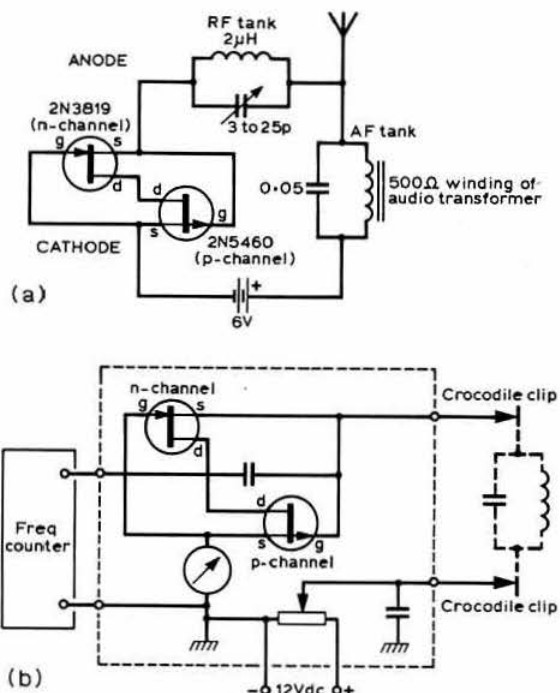 RF tank
2µH
ANODE
3 to 25p
2N3819
(n-channel)
g
s
d
d
g
s
AF tank
0·05
500Ω winding of
audio transformer
CATHODE
2N5460
(p-channel)
(a)
+
6V
n-channel
g
s
d
d
s
g
p-channel
Crocodile clip
Freq
counter
Crocodile clip
(b)
- 12Vdc +